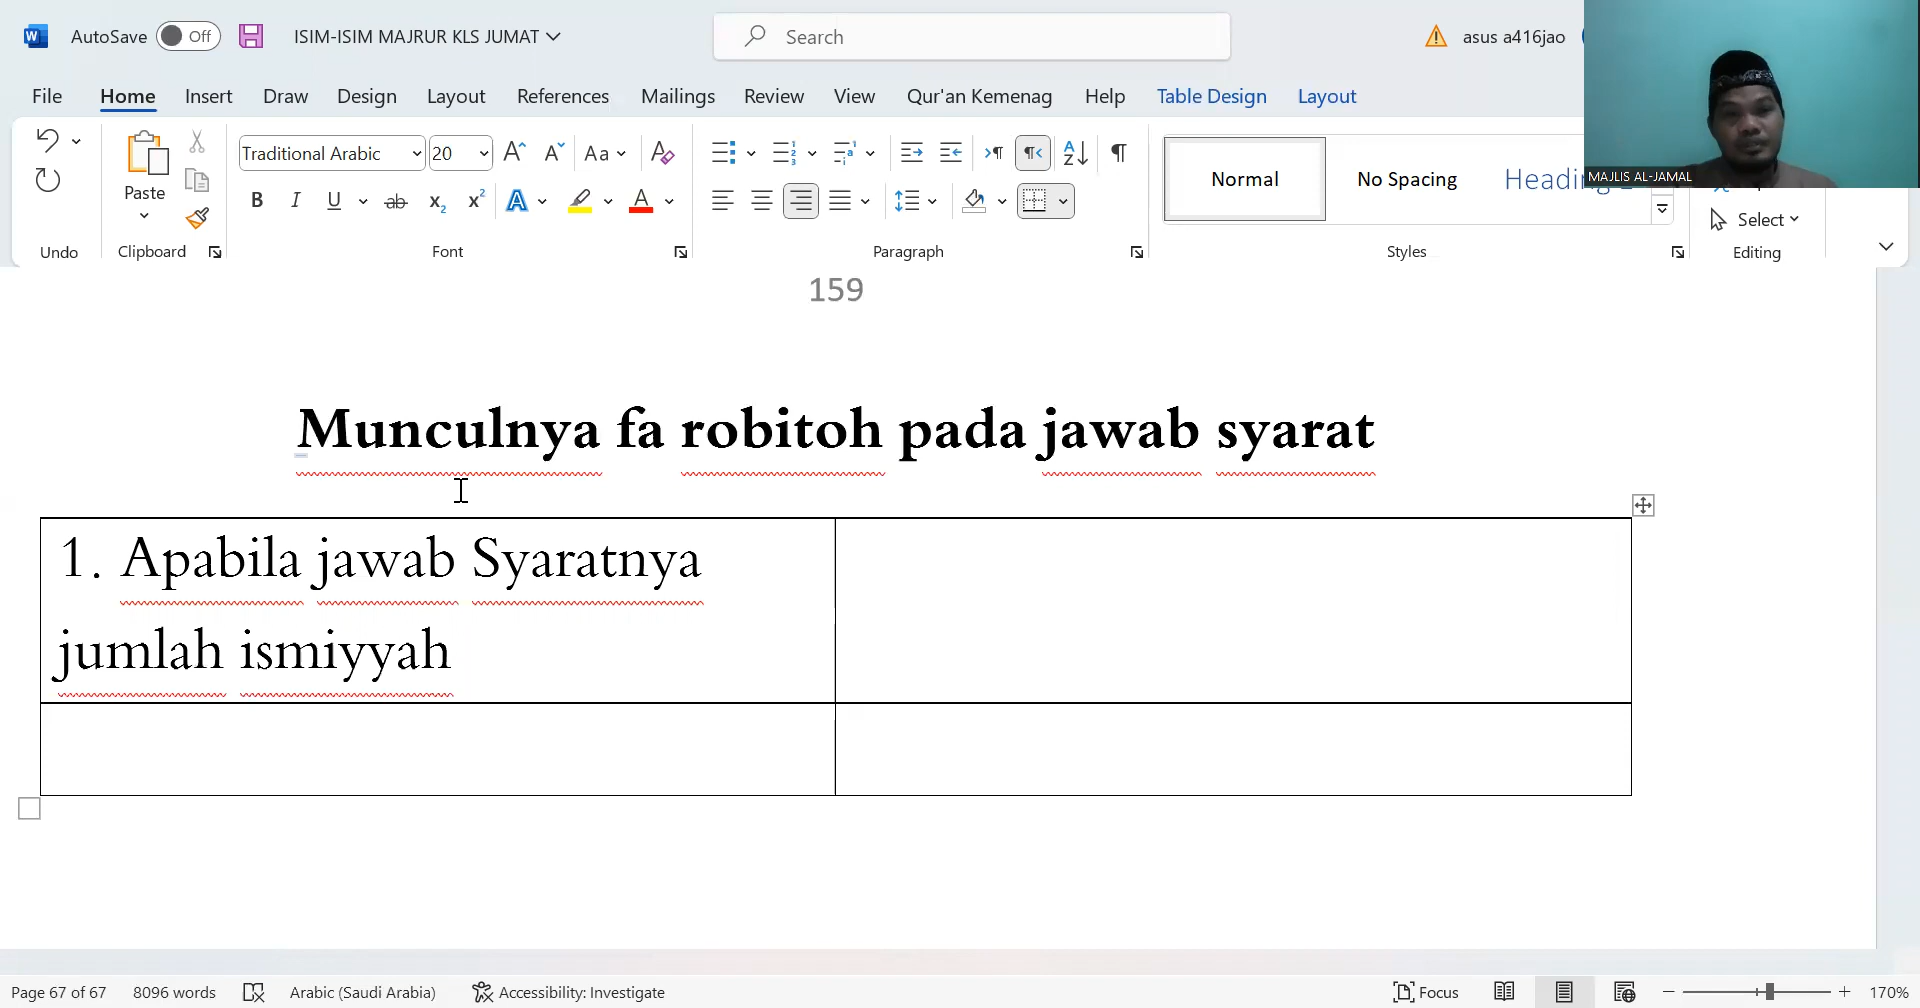 AutoSave Off ISIM-ISIM MAJRUR KLS JUMAT Search asus a416jao
File Home Insert Draw Design Layout References Mailings Review View Qur'an Kemenag Help Table Design Layout
Paste
Traditional Arabic 20 Aa
Normal No Spacing Heading
MAJLIS AL-JAMAL
Select
Undo Clipboard Font Paragraph Styles Editing
159
Munculnya fa robitoh pada jawab syarat
1. Apabila jawab Syaratnya
jumlah ismiyyah
Page 67 of 67 8096 words Arabic (Saudi Arabia) Accessibility: Investigate Focus 170%